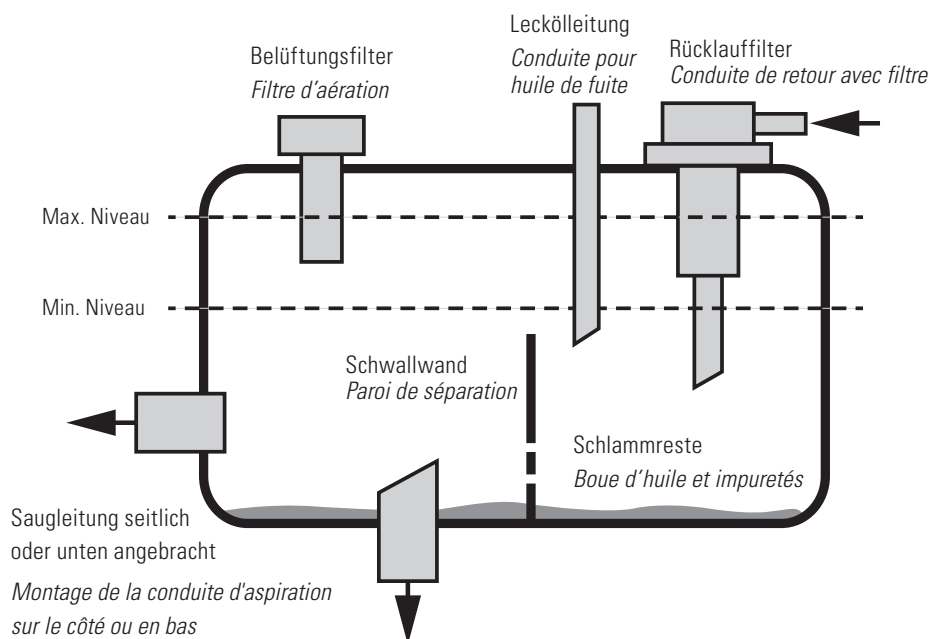 Leckölleitung
Conduite pour
huile de fuite
Belüftungsfilter
Filtre d'aération
Rücklauffilter
Conduite de retour avec filtre
Max. Niveau
Min. Niveau
Schwallwand
Paroi de séparation
Schlammreste
Boue d'huile et impuretés
Saugleitung seitlich
oder unten angebracht
Montage de la conduite d'aspiration
sur le côté ou en bas